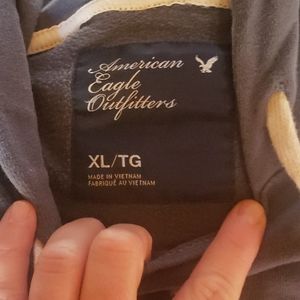 American
Eagle
Outfitters
XL/TG
MADE IN VIETNAM
FABRIQUÉ AU VIETNAM